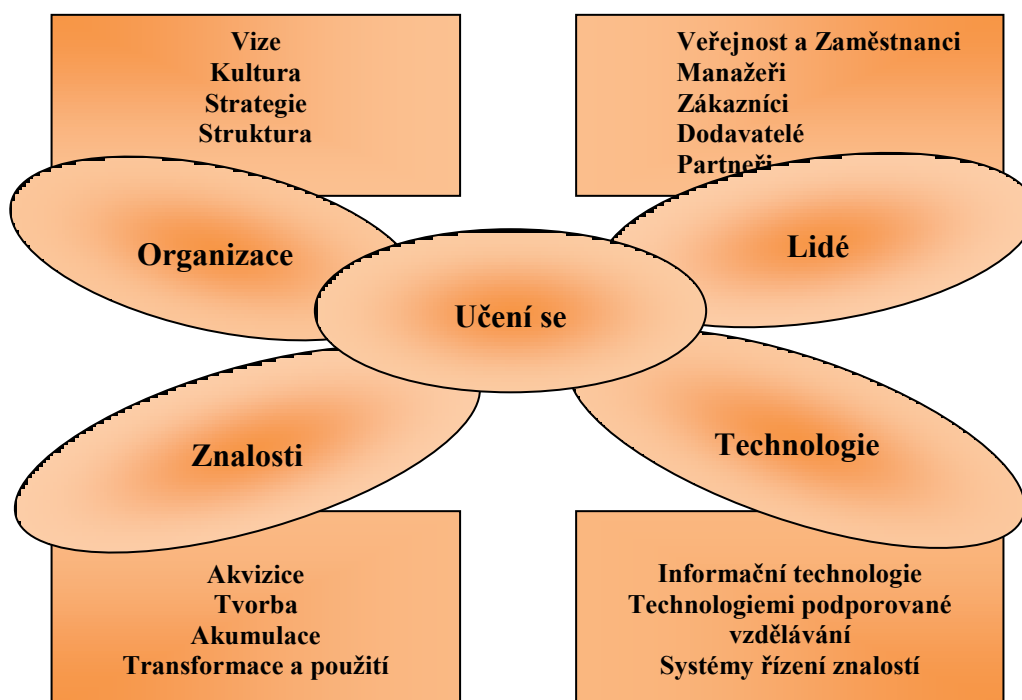 Vize
Kultura
Strategie
Struktura
Veřejnost a Zaměstnanci
Manažeři
Zákazníci
Dodavatelé
Partneři
Organizace
Lidé
Učení se
Znalosti
Technologie
Akvizice
Tvorba
Akumulace
Transformace a použití
Informační technologie
Technologiemi podporované
vzdělávání
Systémy řízení znalostí